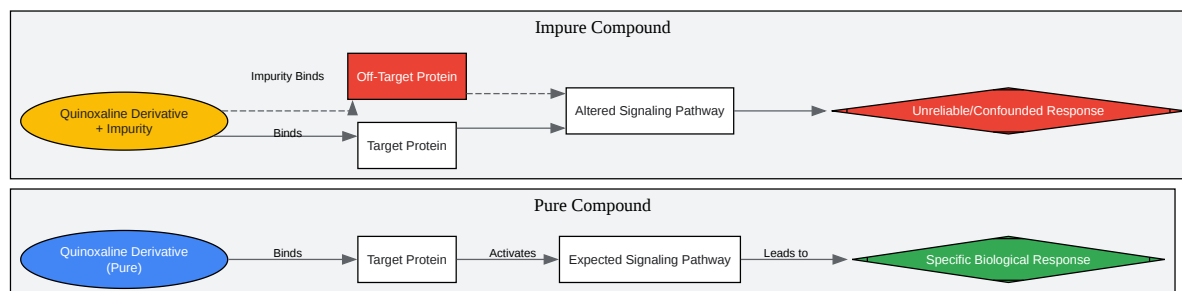 Impure Compound
Impurity Binds
Off-Target Protein
Quinoxaline Derivative
+ Impurity
Binds
Target Protein
Altered Signaling Pathway
Unreliable/Confounded Response
Pure Compound
Quinoxaline Derivative
(Pure)
Binds
Target Protein
Activates
Expected Signaling Pathway
Leads to
Specific Biological Response